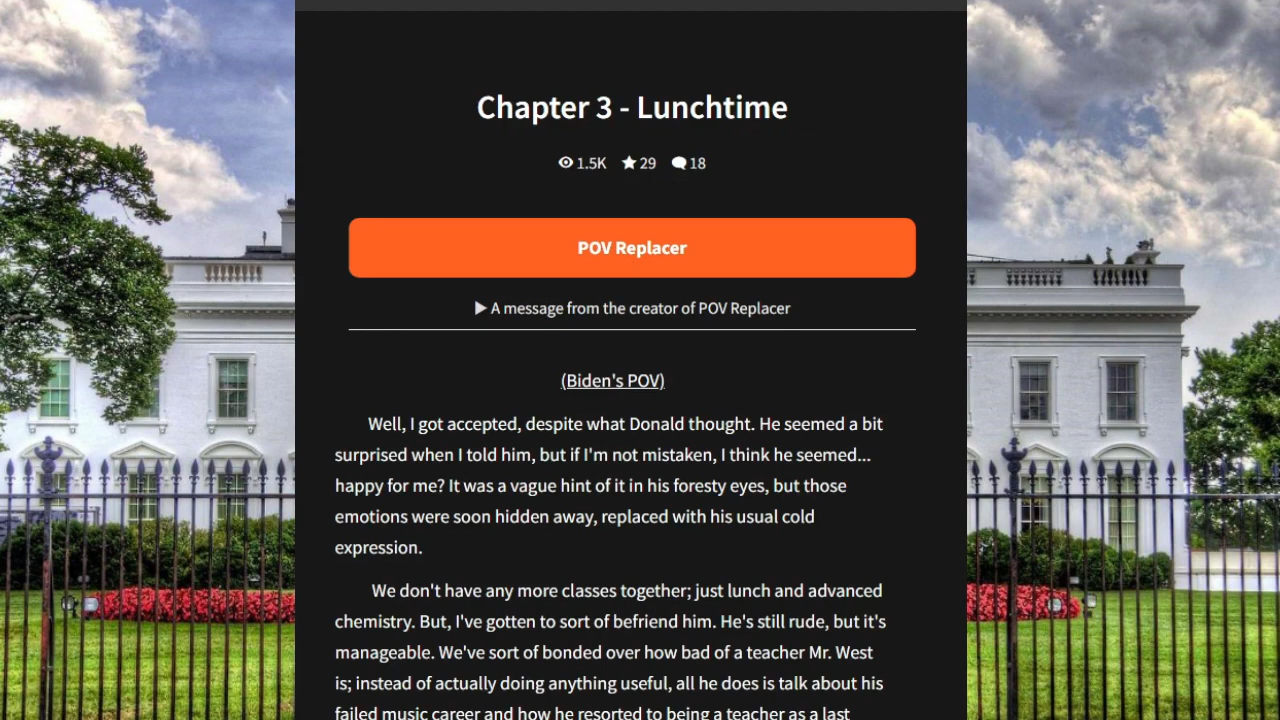 Chapter 3 - Lunchtime
1.5K 29 18
POV Replacer
▶ A message from the creator of POV Replacer
(Biden's POV)
Well, I got accepted, despite what Donald thought. He seemed a bit
surprised when I told him, but if I'm not mistaken, I think he seemed...
happy for me? It was a vague hint of it in his foresty eyes, but those
emotions were soon hidden away, replaced with his usual cold
expression.
We don't have any more classes together; just lunch and advanced
chemistry. But, I've gotten to sort of befriend him. He's still rude, but it's
manageable. We've sort of bonded over how bad of a teacher Mr. West
is; instead of actually doing anything useful, all he does is talk about his
failed music career and how he resorted to being a teacher as a last